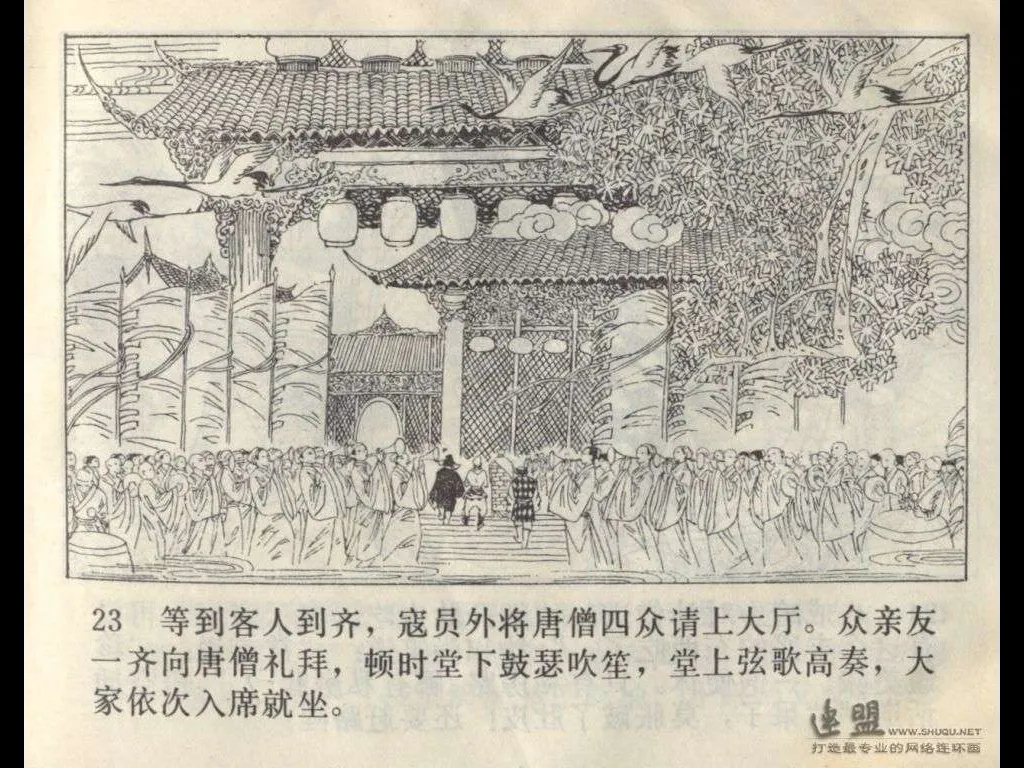 23 等到客人到齐，寇员外将唐僧四众请上大厅。众亲友
一齐向唐僧礼拜，顿时堂下鼓瑟吹笙，堂上弦歌高奏，大
家依次入席就坐。
连盟 WWW.SHUQU.NET
打造最专业的网络连环画